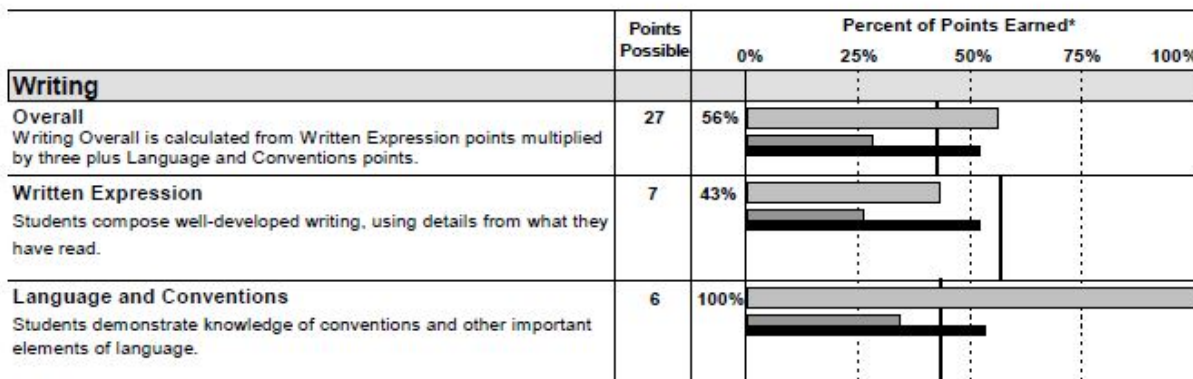 Points Possible
Percent of Points Earned*
0% 25% 50% 75% 100%
Writing
Overall 27 56%
Writing Overall is calculated from Written Expression points multiplied
by three plus Language and Conventions points.
Written Expression 7 43%
Students compose well-developed writing, using details from what they
have read.
Language and Conventions 6 100%
Students demonstrate knowledge of conventions and other important
elements of language.